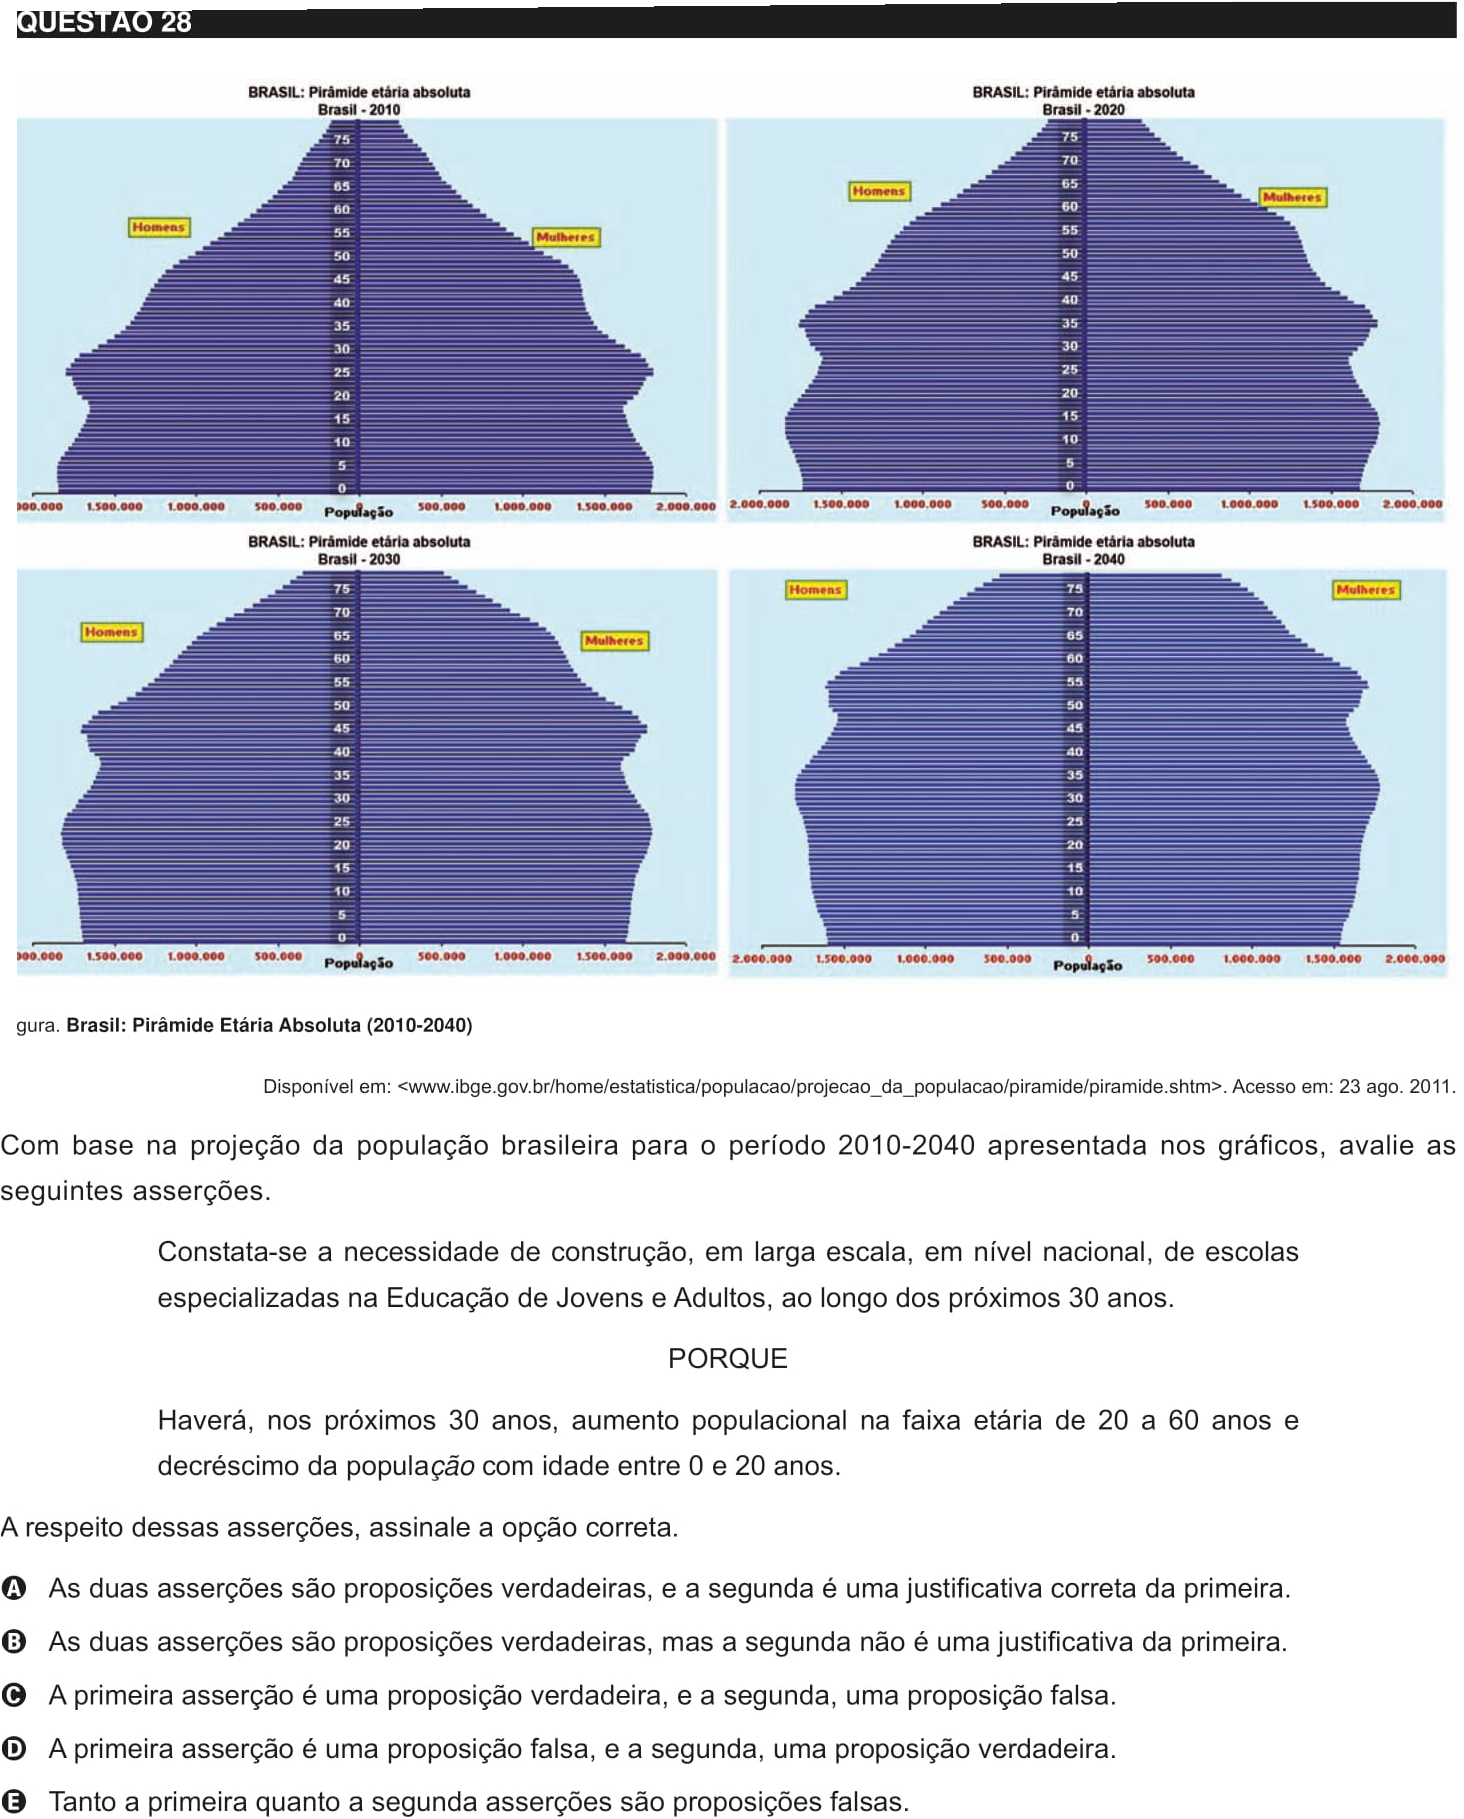 QUESTÃO 28
BRASIL: Pirâmide etária absoluta
Brasil - 2010
75
70
65
60
55
50
45
40
35
30
25
20
15
10
5
0
Homens
Mulheres
000.000 1.500.000 1.000.000 500.000 0 500.000 1.000.000 1.500.000 2.000.000
População
BRASIL: Pirâmide etária absoluta
Brasil - 2020
75
70
65
60
55
50
45
40
35
30
25
20
15
10
5
0
Homens
Mulheres
2.000.000 1.500.000 1.000.000 500.000 0 500.000 1.000.000 1.500.000 2.000.000
População
BRASIL: Pirâmide etária absoluta
Brasil - 2030
75
70
65
60
55
50
45
40
35
30
25
20
15
10
5
0
Homens
Mulheres
000.000 1.500.000 1.000.000 500.000 0 500.000 1.000.000 1.500.000 2.000.000
População
BRASIL: Pirâmide etária absoluta
Brasil - 2040
75
70
65
60
55
50
45
40
35
30
25
20
15
10
5
0
Homens
Mulheres
2.000.000 1.500.000 1.000.000 500.000 0 500.000 1.000.000 1.500.000 2.000.000
População
gura. Brasil: Pirâmide Etária Absoluta (2010-2040)
Disponível em: <www.ibge.gov.br/home/estatistica/populacao/projecao_da_populacao/piramide/piramide.shtm>. Acesso em: 23 ago. 2011.
Com base na projeção da população brasileira para o período 2010-2040 apresentada nos gráficos, avalie as
seguintes asserções.
Constata-se a necessidade de construção, em larga escala, em nível nacional, de escolas
especializadas na Educação de Jovens e Adultos, ao longo dos próximos 30 anos.
PORQUE
Haverá, nos próximos 30 anos, aumento populacional na faixa etária de 20 a 60 anos e
decréscimo da população com idade entre 0 e 20 anos.
A respeito dessas asserções, assinale a opção correta.
A As duas asserções são proposições verdadeiras, e a segunda é uma justificativa correta da primeira.
B As duas asserções são proposições verdadeiras, mas a segunda não é uma justificativa da primeira.
C A primeira asserção é uma proposição verdadeira, e a segunda, uma proposição falsa.
D A primeira asserção é uma proposição falsa, e a segunda, uma proposição verdadeira.
E Tanto a primeira quanto a segunda asserções são proposições falsas.